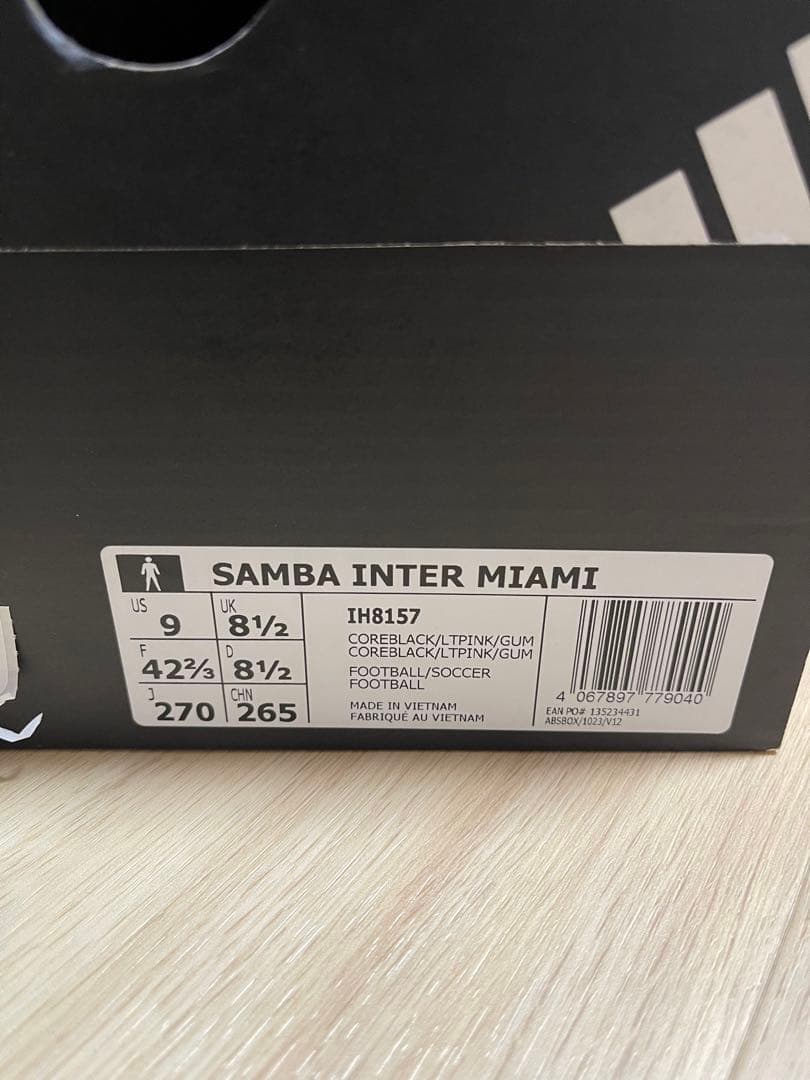 SAMBA INTER MIAMI
US 9
UK 8½
F 42⅔
D 8½
J 270
CHN 265
IH8157
COREBLACK/LTPINK/GUM
COREBLACK/LTPINK/GUM
FOOTBALL/SOCCER
FOOTBALL
MADE IN VIETNAM
FABRIQUÉ AU VIETNAM
4 067897 779040
EAN PO# 135234431
ABSBOX/1023/V12